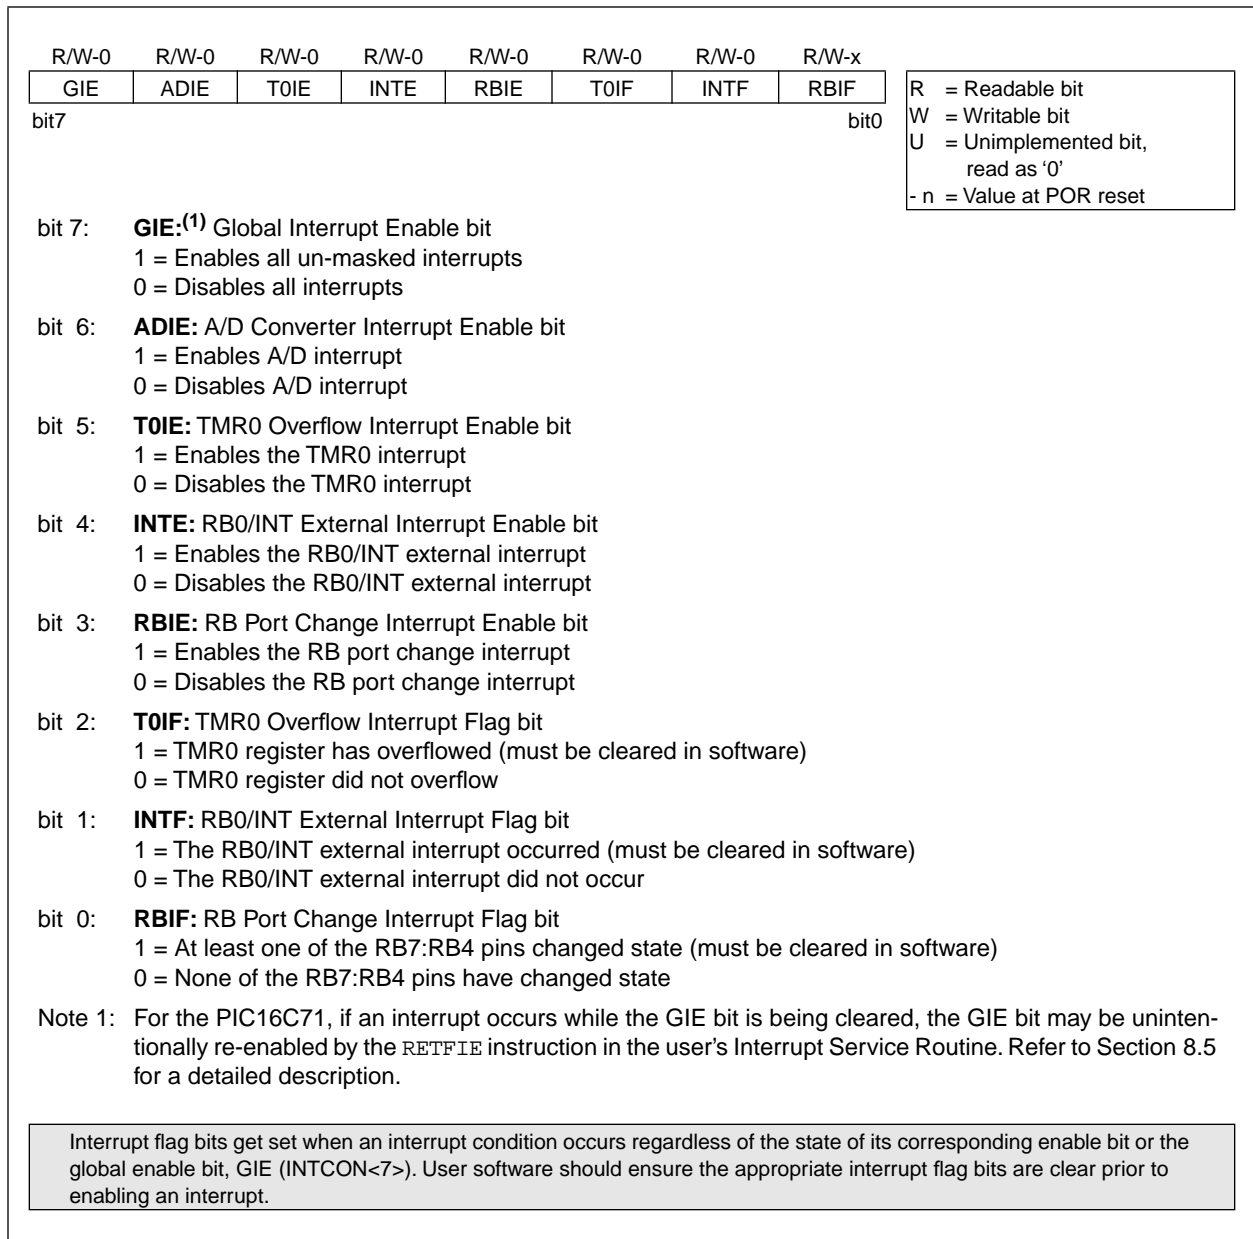 R/W-0 R/W-0 R/W-0 R/W-0 R/W-0 R/W-0 R/W-0 R/W-x
GIE ADIE T0IE INTE RBIE T0IF INTF RBIF
bit7 bit0
R = Readable bit
W = Writable bit
U = Unimplemented bit,
read as ‘0’
- n = Value at POR reset
bit 7: GIE:(1) Global Interrupt Enable bit
1 = Enables all un-masked interrupts
0 = Disables all interrupts
bit 6: ADIE: A/D Converter Interrupt Enable bit
1 = Enables A/D interrupt
0 = Disables A/D interrupt
bit 5: T0IE: TMR0 Overflow Interrupt Enable bit
1 = Enables the TMR0 interrupt
0 = Disables the TMR0 interrupt
bit 4: INTE: RB0/INT External Interrupt Enable bit
1 = Enables the RB0/INT external interrupt
0 = Disables the RB0/INT external interrupt
bit 3: RBIE: RB Port Change Interrupt Enable bit
1 = Enables the RB port change interrupt
0 = Disables the RB port change interrupt
bit 2: T0IF: TMR0 Overflow Interrupt Flag bit
1 = TMR0 register has overflowed (must be cleared in software)
0 = TMR0 register did not overflow
bit 1: INTF: RB0/INT External Interrupt Flag bit
1 = The RB0/INT external interrupt occurred (must be cleared in software)
0 = The RB0/INT external interrupt did not occur
bit 0: RBIF: RB Port Change Interrupt Flag bit
1 = At least one of the RB7:RB4 pins changed state (must be cleared in software)
0 = None of the RB7:RB4 pins have changed state
Note 1: For the PIC16C71, if an interrupt occurs while the GIE bit is being cleared, the GIE bit may be uninten-
tionally re-enabled by the RETFIE instruction in the user's Interrupt Service Routine. Refer to Section 8.5
for a detailed description.
Interrupt flag bits get set when an interrupt condition occurs regardless of the state of its corresponding enable bit or the
global enable bit, GIE (INTCON<7>). User software should ensure the appropriate interrupt flag bits are clear prior to
enabling an interrupt.